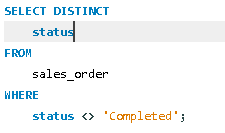 SELECT DISTINCT
status
FROM
sales_order
WHERE
status <> 'Completed';